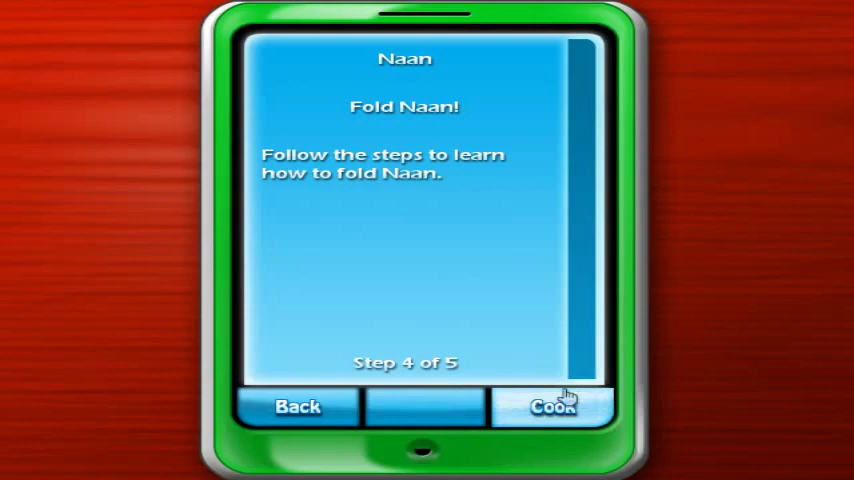 Naan
Fold Naan!
Follow the steps to learn
how to fold Naan.
Step 4 of 5
Back
Cook